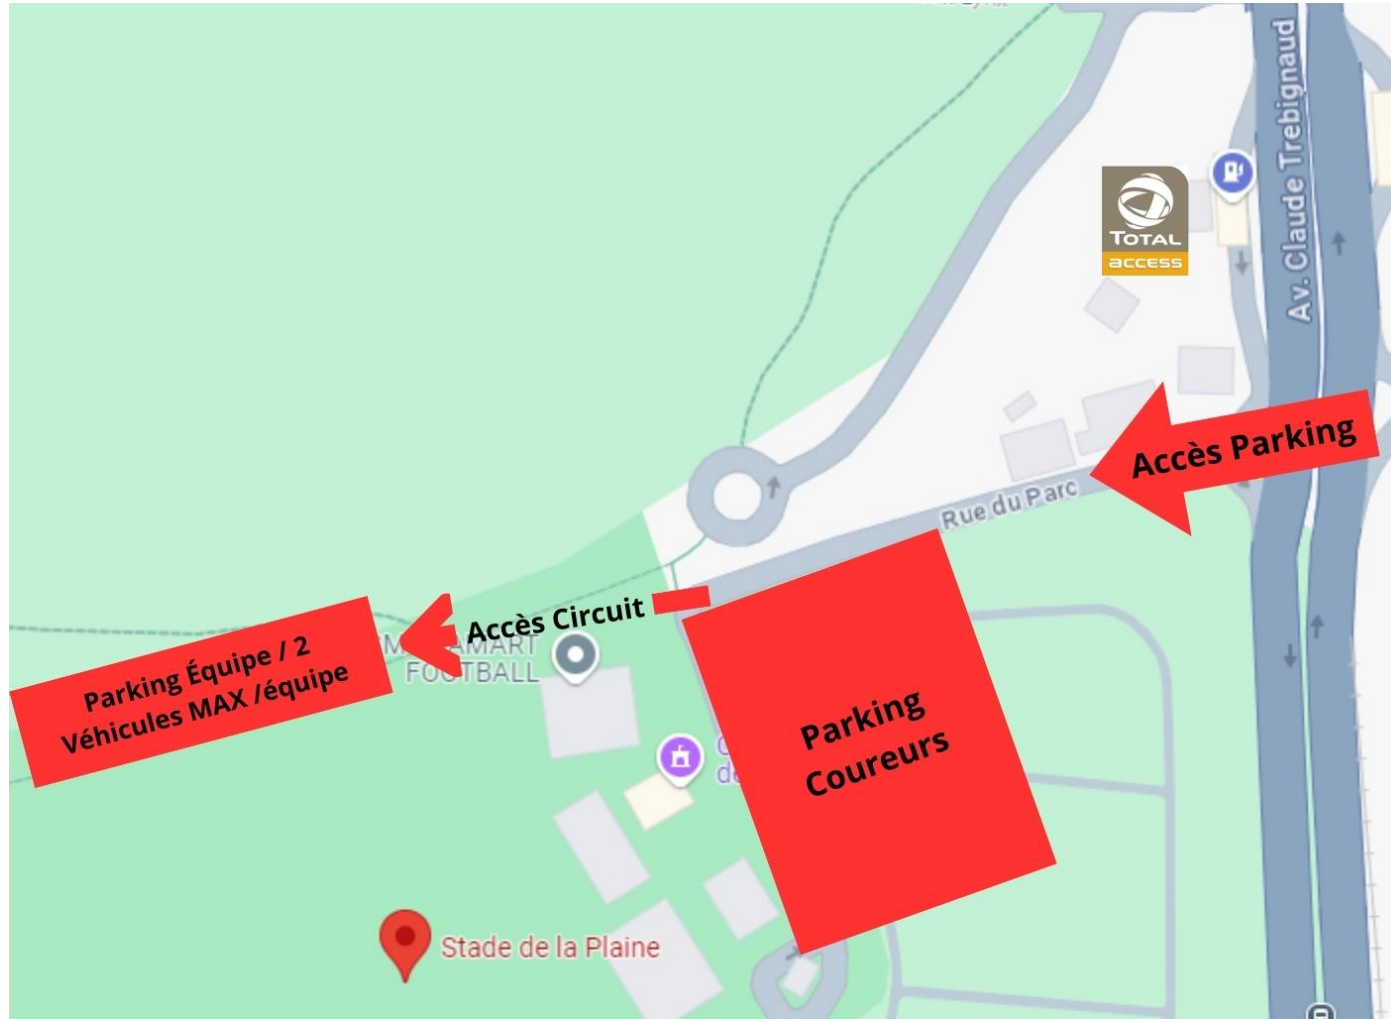 Av. Claude Trebignaud
TOTAL
access
Accès Parking
Rue du Parc
Accès Circuit
FOOTBALL
Parking Équipe / 2
Véhicules MAX /équipe
Parking
Coureurs
Stade de la Plaine